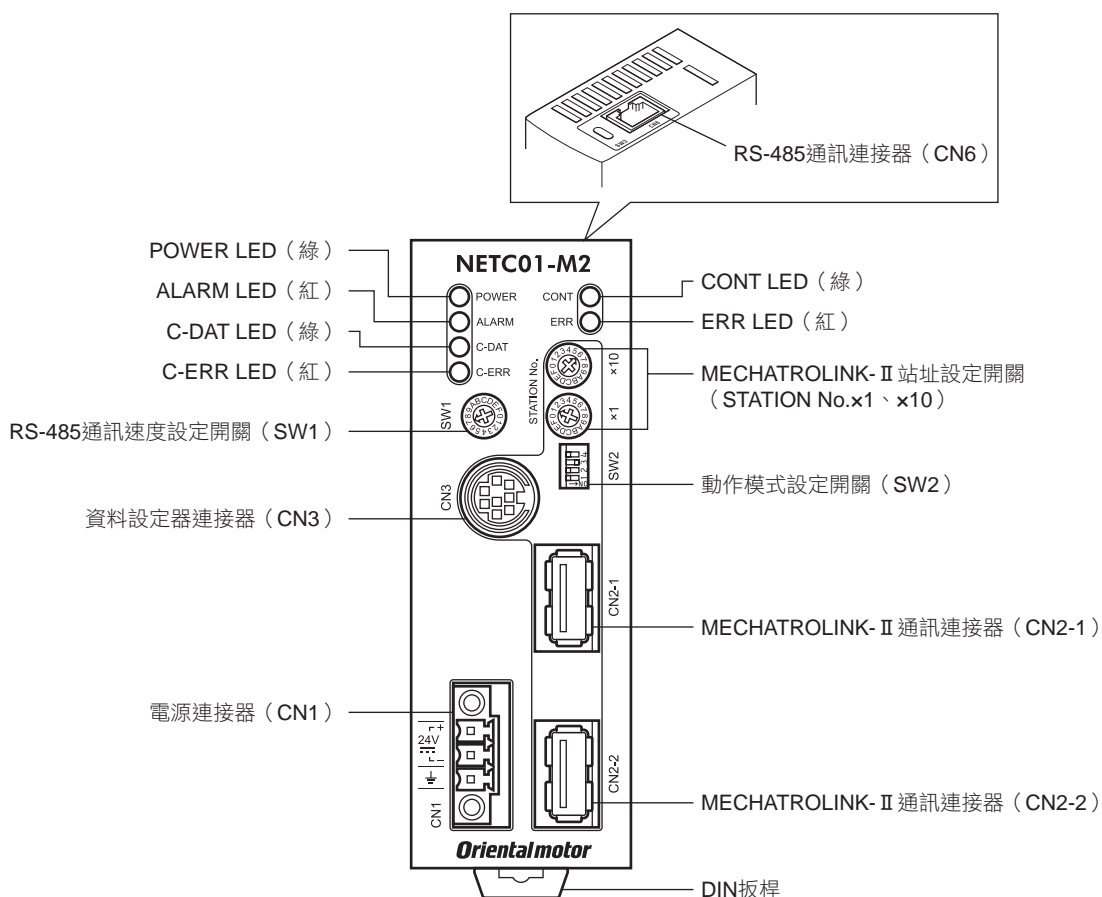 RS-485通訊連接器（CN6）
SW3
CN6
POWER LED（綠）
ALARM LED（紅）
C-DAT LED（綠）
C-ERR LED（紅）
RS-485通訊速度設定開關（SW1）
資料設定器連接器（CN3）
電源連接器（CN1）
NETC01-M2
POWER
ALARM
C-DAT
C-ERR
CONT
ERR
STATION No.
×10
×1
SW1
SW2
CN3
CN2-1
CN2-2
+
24V
-
CN1
Orientalmotor
CONT LED（綠）
ERR LED（紅）
MECHATROLINK-Ⅱ站址設定開關
（STATION No.×1、×10）
動作模式設定開關（SW2）
MECHATROLINK-Ⅱ通訊連接器（CN2-1）
MECHATROLINK-Ⅱ通訊連接器（CN2-2）
DIN扳桿